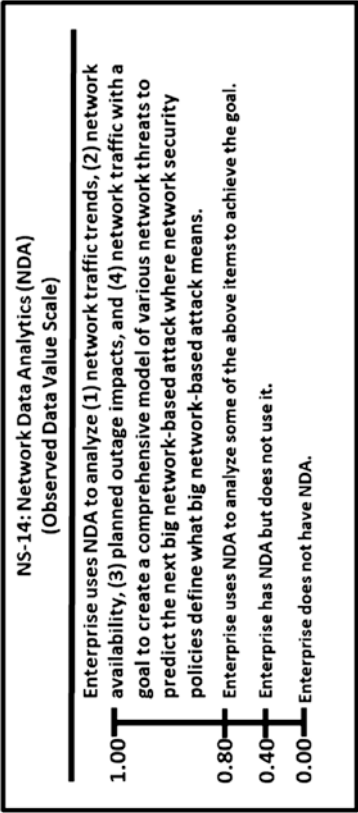 NS-14: Network Data Analytics (NDA)
(Observed Data Value Scale)
Enterprise uses NDA to analyze (1) network traffic trends, (2) network
1.00 availability, (3) planned outage impacts, and (4) network traffic with a
goal to create a comprehensive model of various network threats to
predict the next big network-based attack where network security
policies define what big network-based attack means.
0.80 Enterprise uses NDA to analyze some of the above items to achieve the goal.
0.40 Enterprise has NDA but does not use it.
0.00 Enterprise does not have NDA.